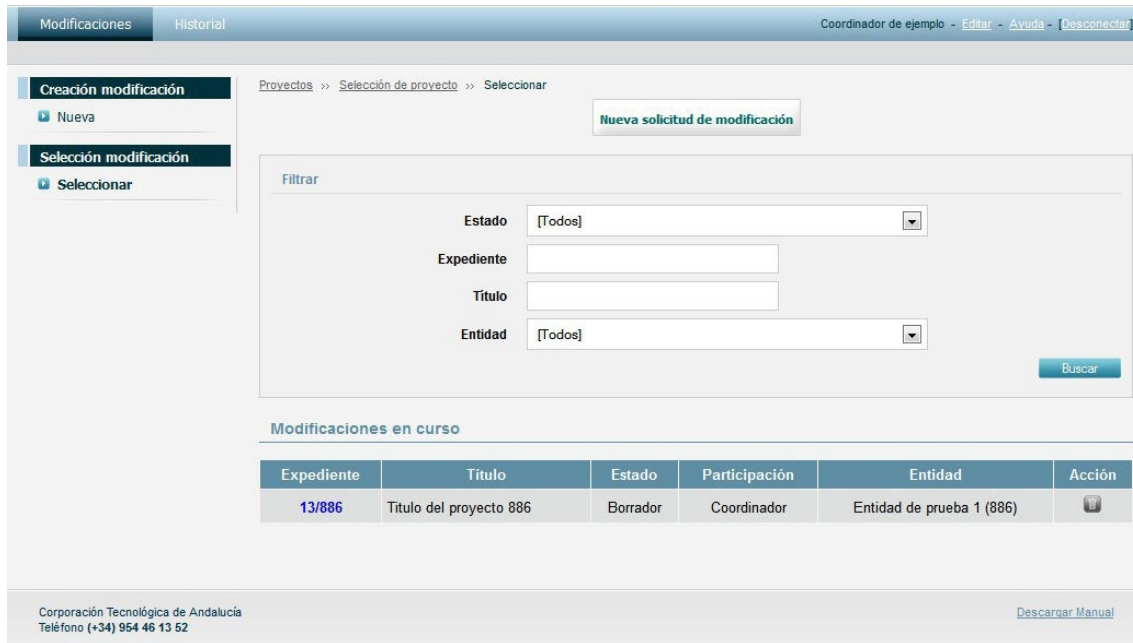 Modificaciones Historial Coordinador de ejemplo - Editar - Ayuda - [Desconectar]
Creación modificación
Nueva
Selección modificación
Seleccionar
Proyectos >> Selección de proyecto >> Seleccionar
Nueva solicitud de modificación
Filtrar
Estado [Todos]
Expediente
Título
Entidad [Todos]
Buscar
Modificaciones en curso
Expediente Título Estado Participación Entidad Acción
13/886 Titulo del proyecto 886 Borrador Coordinador Entidad de prueba 1 (886)
Corporación Tecnológica de Andalucía
Teléfono (+34) 954 46 13 52
Descargar Manual